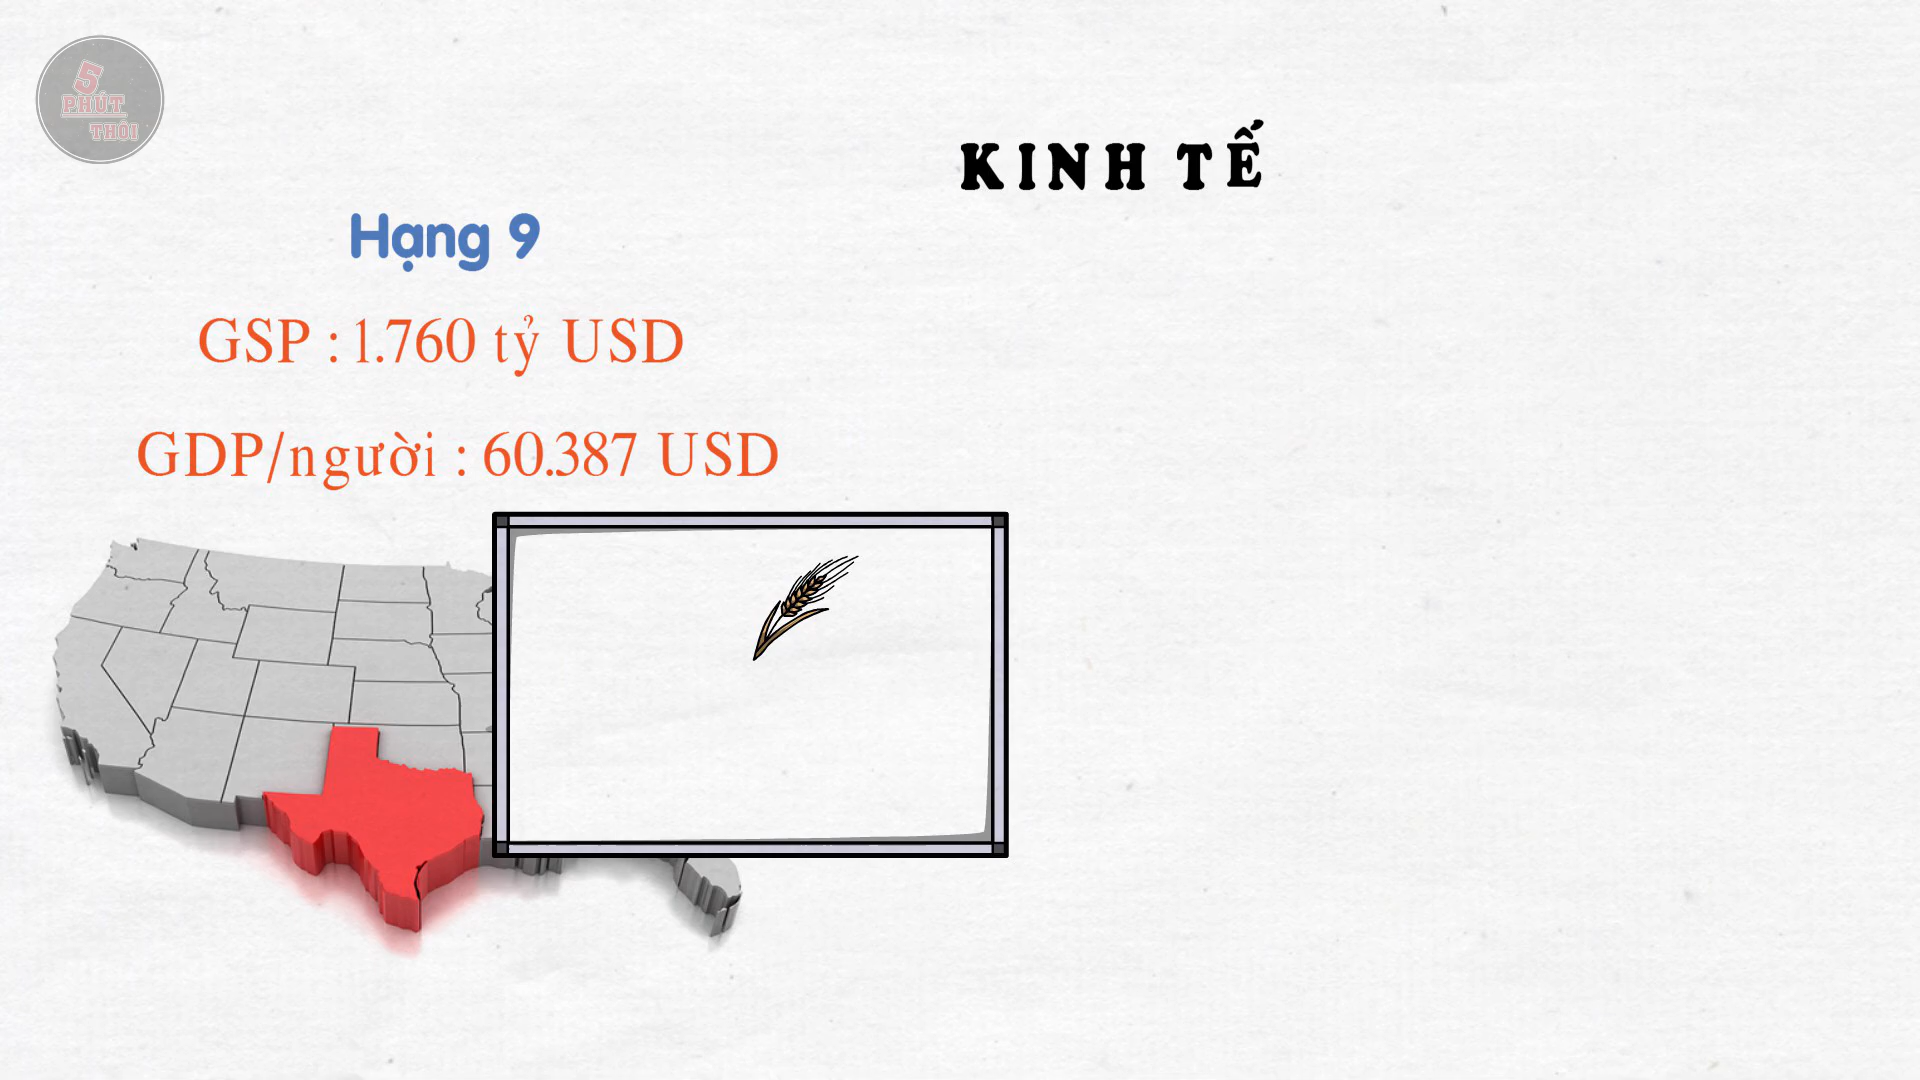 5
PHÚT
THÔI
KINH TẾ
Hạng 9
GSP : 1.760 tỷ USD
GDP/người : 60.387 USD